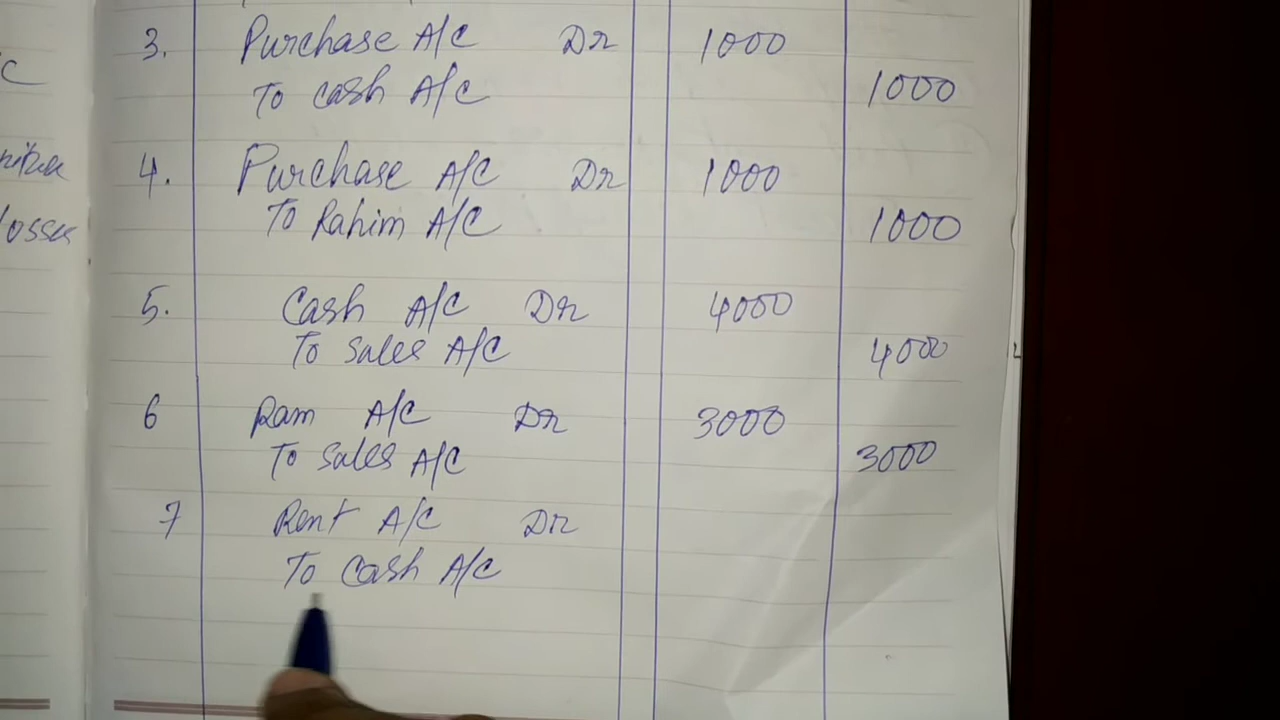 3. Purchase A/C Dr 1000
To cash A/C 1000
4. Purchase A/C Dr 1000
To Rahim A/C 1000
5. Cash A/C Dr 4000
To Sales A/C 4000
6 Ram A/C Dr 3000
To Sales A/C 3000
7 Rent A/C Dr
To Cash A/C